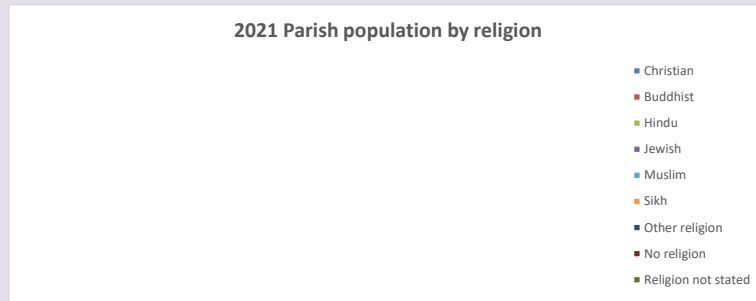 2021 Parish population by religion
Christian
Buddhist
Hindu
Jewish
Muslim
Sikh
Other religion
No religion
Religion not stated